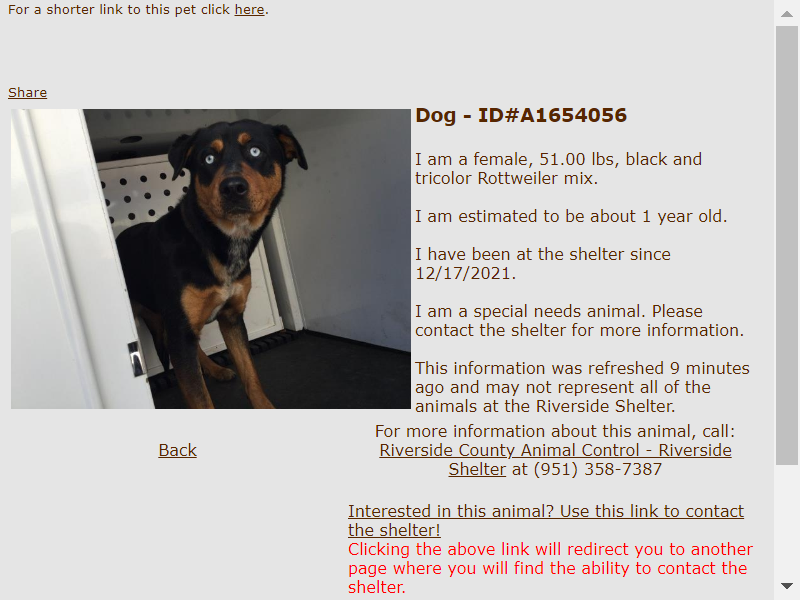 For a shorter link to this pet click here.
Share
Dog - ID#A1654056
I am a female, 51.00 lbs, black and
tricolor Rottweiler mix.
I am estimated to be about 1 year old.
I have been at the shelter since
12/17/2021.
I am a special needs animal. Please
contact the shelter for more information.
This information was refreshed 9 minutes
ago and may not represent all of the
animals at the Riverside Shelter.
Back
For more information about this animal, call:
Riverside County Animal Control - Riverside
Shelter at (951) 358-7387
Interested in this animal? Use this link to contact
the shelter!
Clicking the above link will redirect you to another
page where you will find the ability to contact the
shelter.